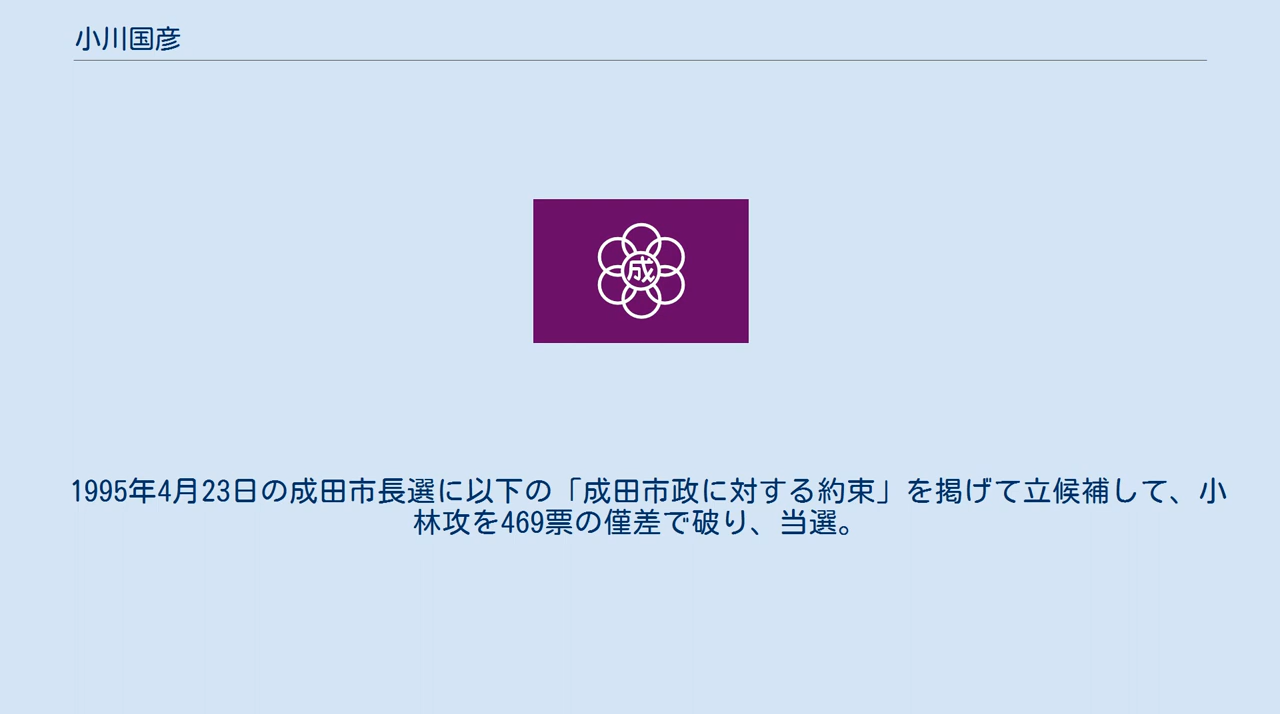 小川国彦
成
1995年4月23日の成田市長選に以下の「成田市政に対する約束」を掲げて立候補して、小
林攻を469票の僅差で破り、当選。